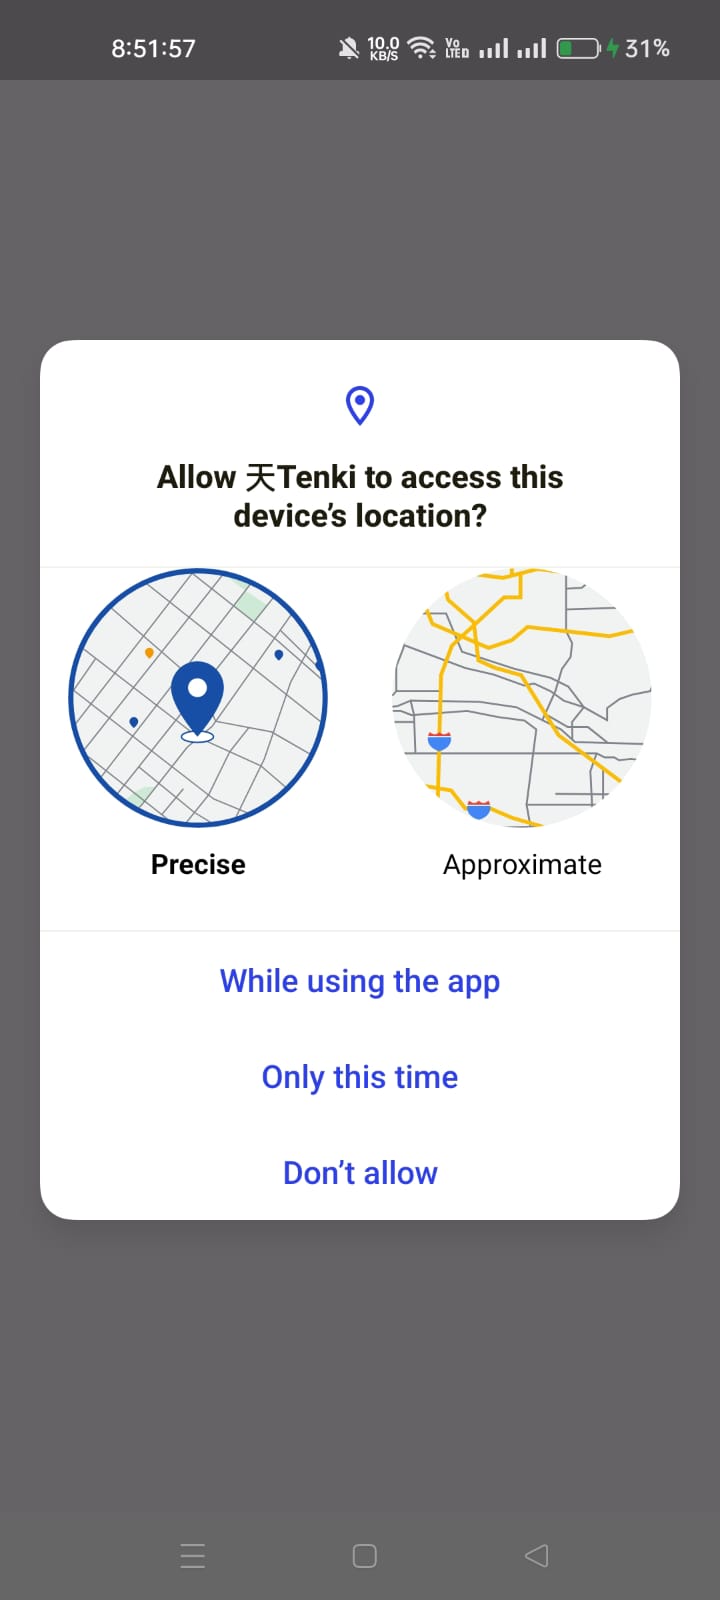 8:51:57 10.0 KB/S Vo LTED 31%
Allow 天Tenki to access this
device’s location?
Precise Approximate
While using the app
Only this time
Don’t allow